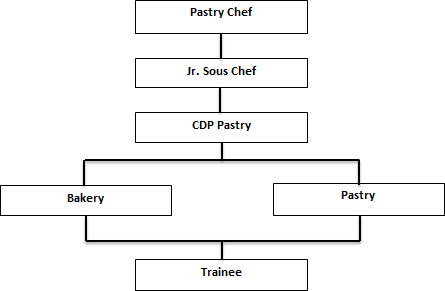 Pastry Chef
Jr. Sous Chef
CDP Pastry
Bakery
Pastry
Trainee